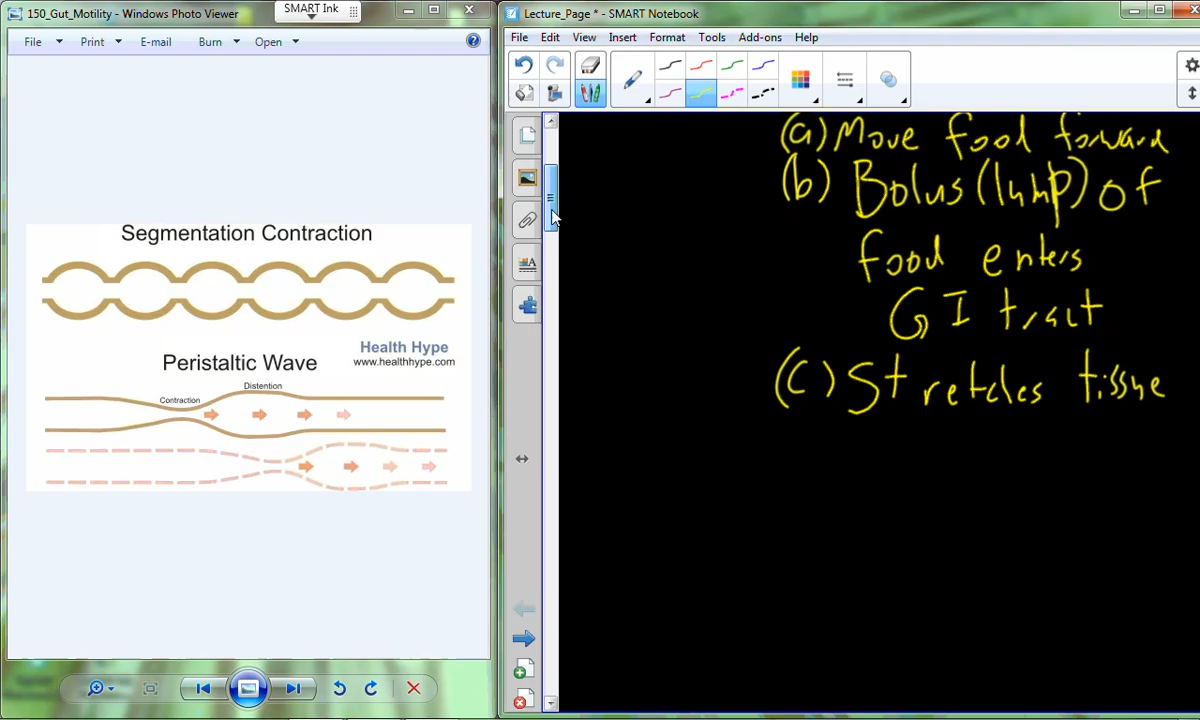 150_Gut_Motility - Windows Photo Viewer
SMART Ink
File Print E-mail Burn Open
Segmentation Contraction
Health Hype
www.healthhype.com
Peristaltic Wave
Distention
Contraction
Lecture_Page * - SMART Notebook
File Edit View Insert Format Tools Add-ons Help
(a) Move food forward
(b) Bolus (lump) of
food enters
GI tract
(c) Stretches tissue